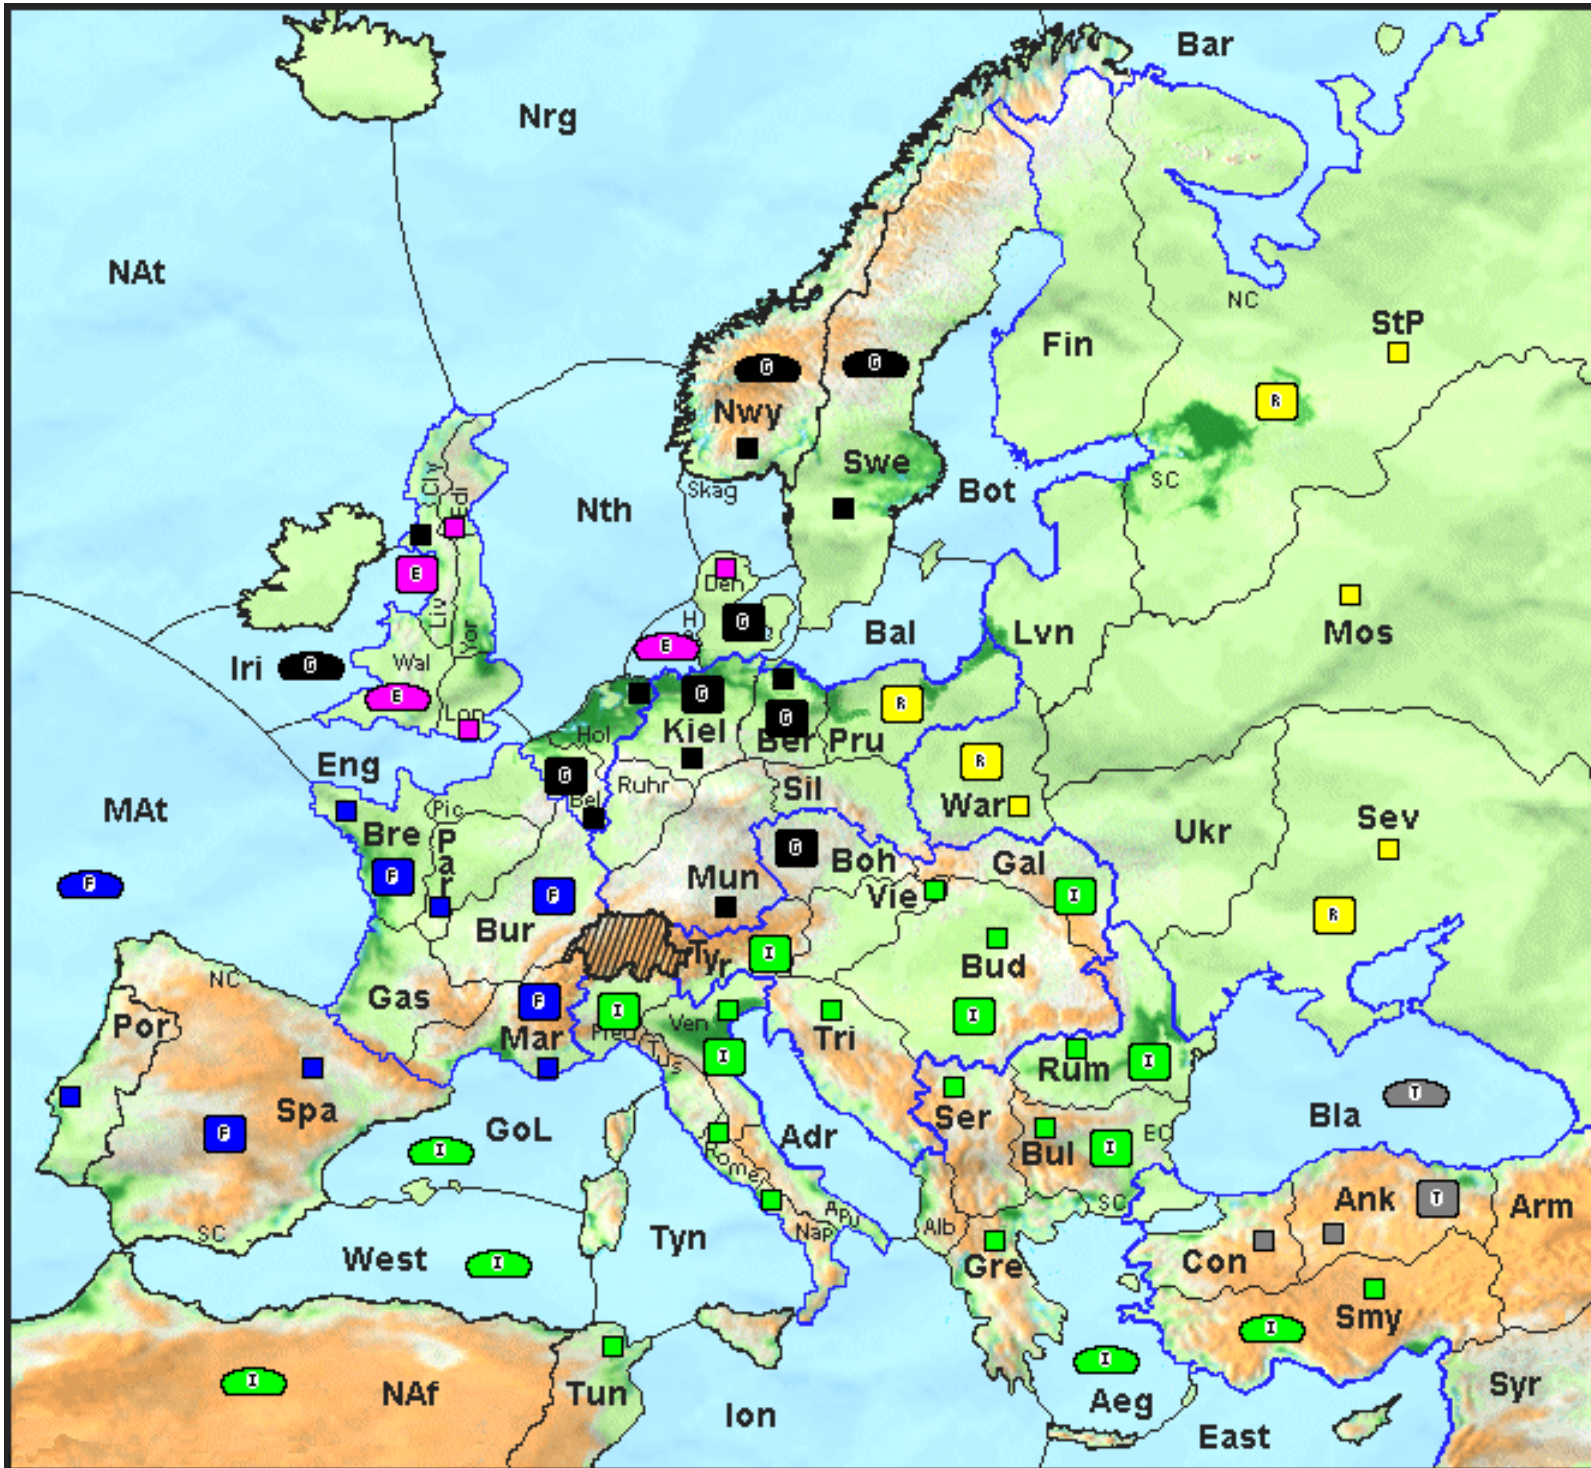 Bar
Nrg
NAt
NC
StP
Fin
G
G
R
Nwy
Swe
SC
Cly
Edi
Skag
Nth
Bot
E
Den
Mos
Liv
Yor
G
Bal
Lvn
H
E
Iri
G
Wal
E
G
R
Lon
Hol
Kiel
G
Ber
Pru
Eng
G
Ruhr
Sil
R
MAt
Pic
Bel
War
Bre
Par
Ukr
Sev
G
Boh
Gal
F
F
F
Mun
Vie
I
R
Bur
Tyr
I
Bud
NC
Gas
F
I
I
Por
Mar
Pied
Ven
Tri
Tus
I
Rum
I
Spa
Ser
T
F
GoL
Adr
Bla
I
Bul
I
EC
Rome
Ank
T
Arm
SC
Apu
Alb
SC
Nap
West
Tyn
Gre
Con
I
Smy
I
I
I
NAf
Tun
Ion
Aeg
Syr
East